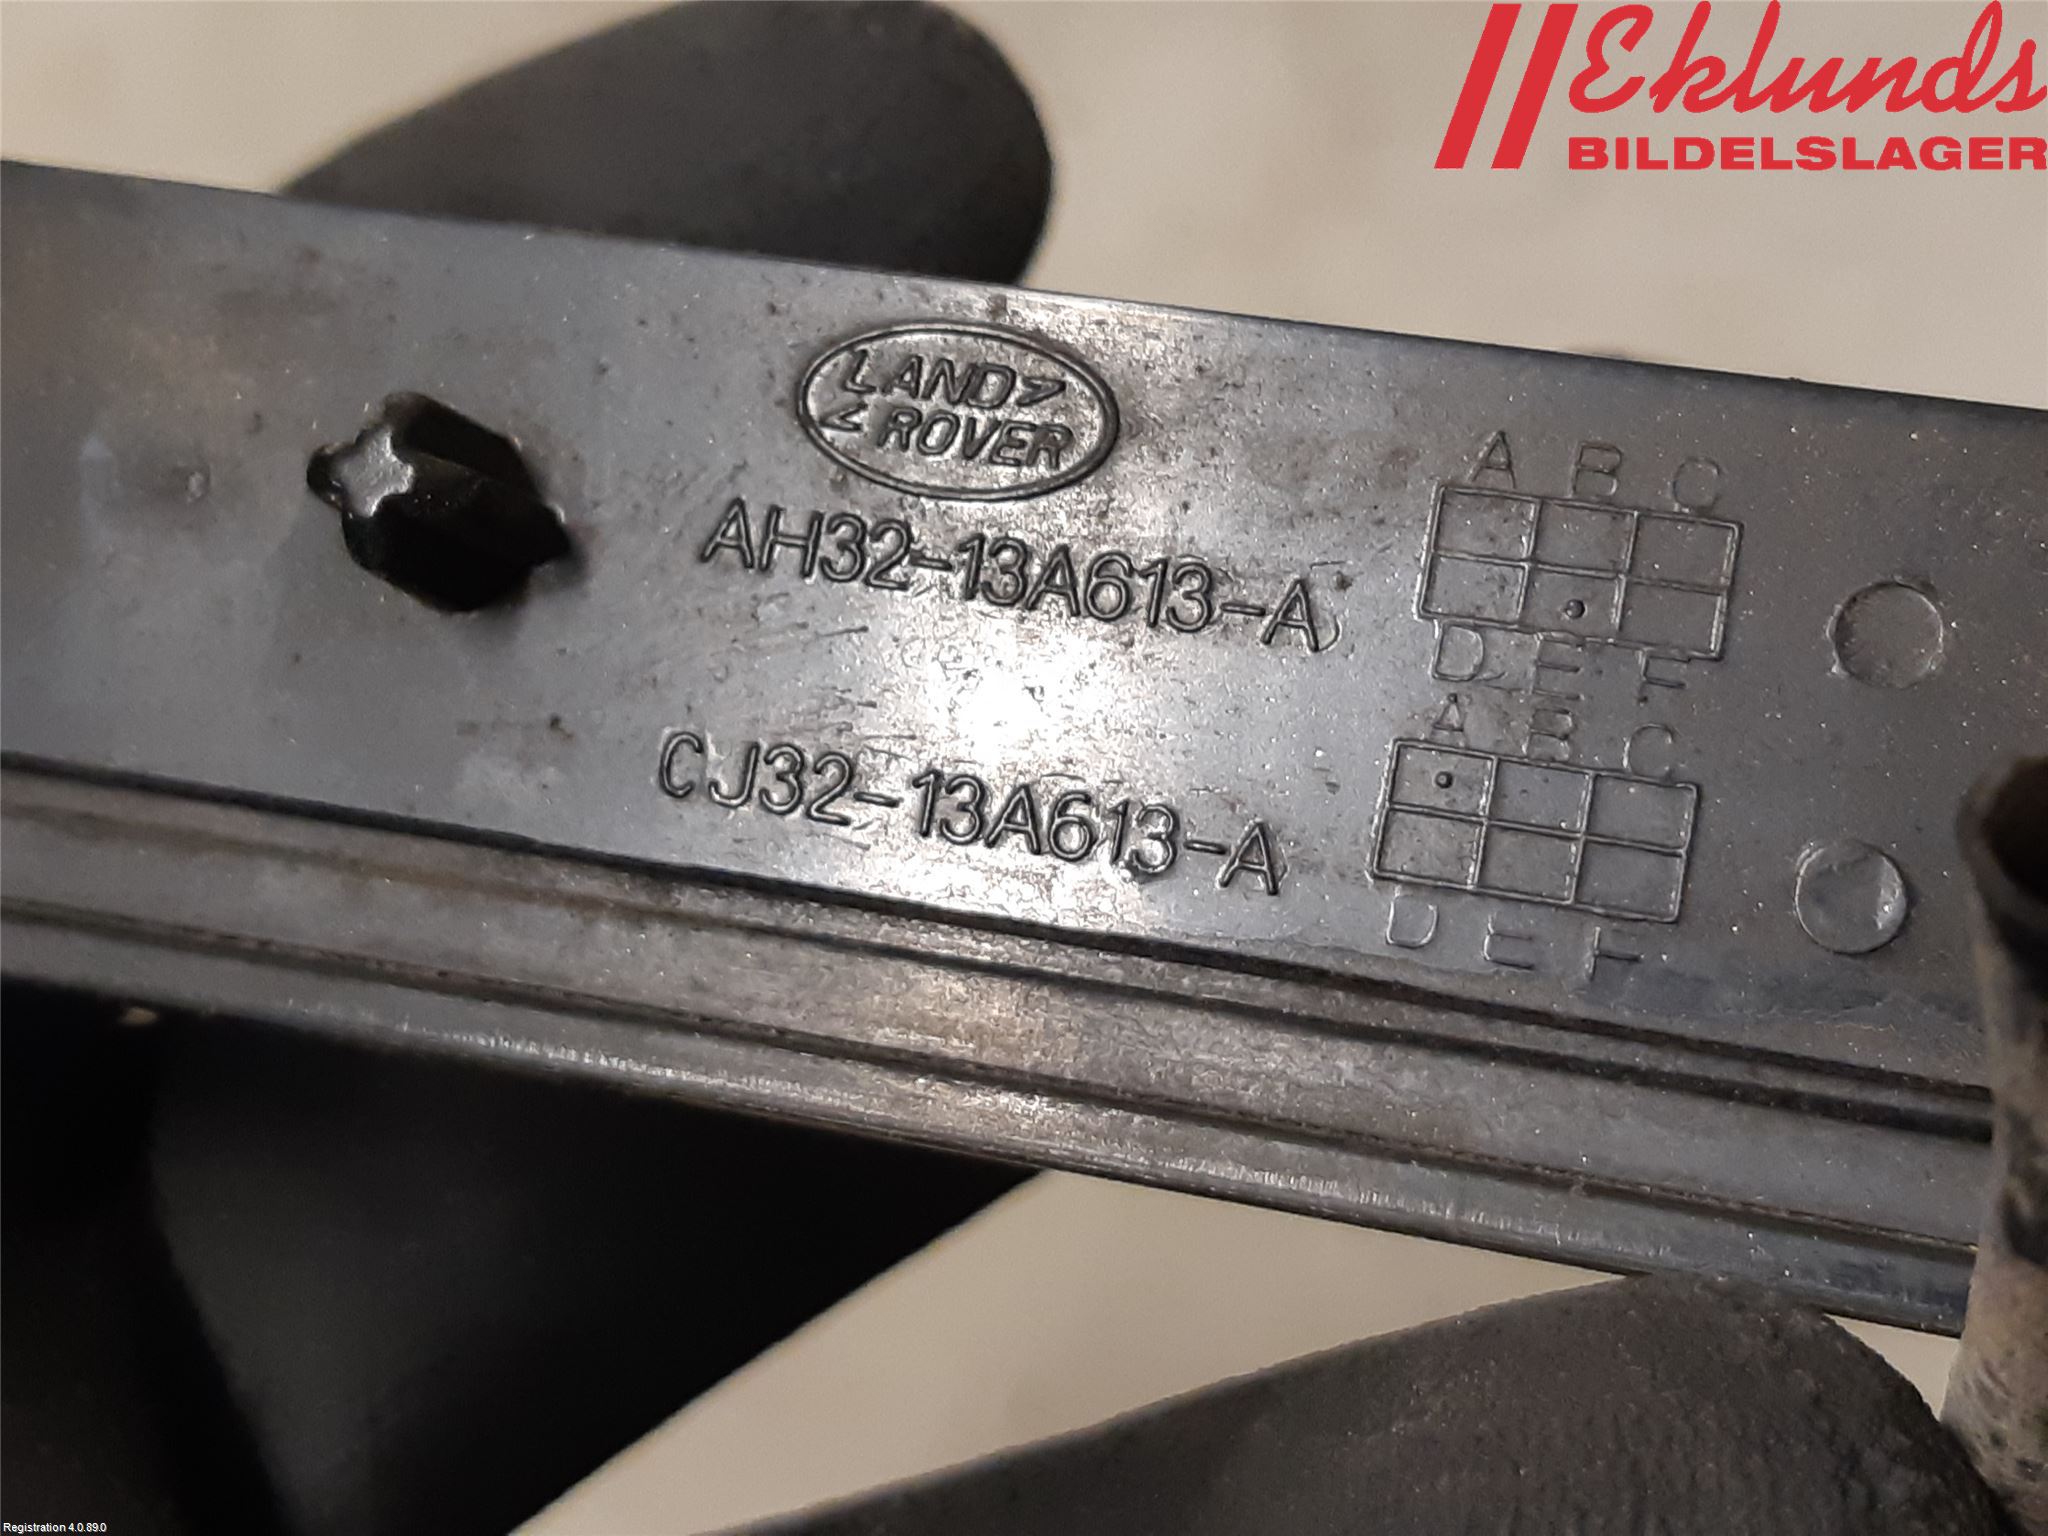 Eklunds
BILDELSLAGER
LAND
ROVER
AH32-13A613-A
A B C
D E F
CJ32-13A613-A
A B C
D E F
Registration 4.0.89.0